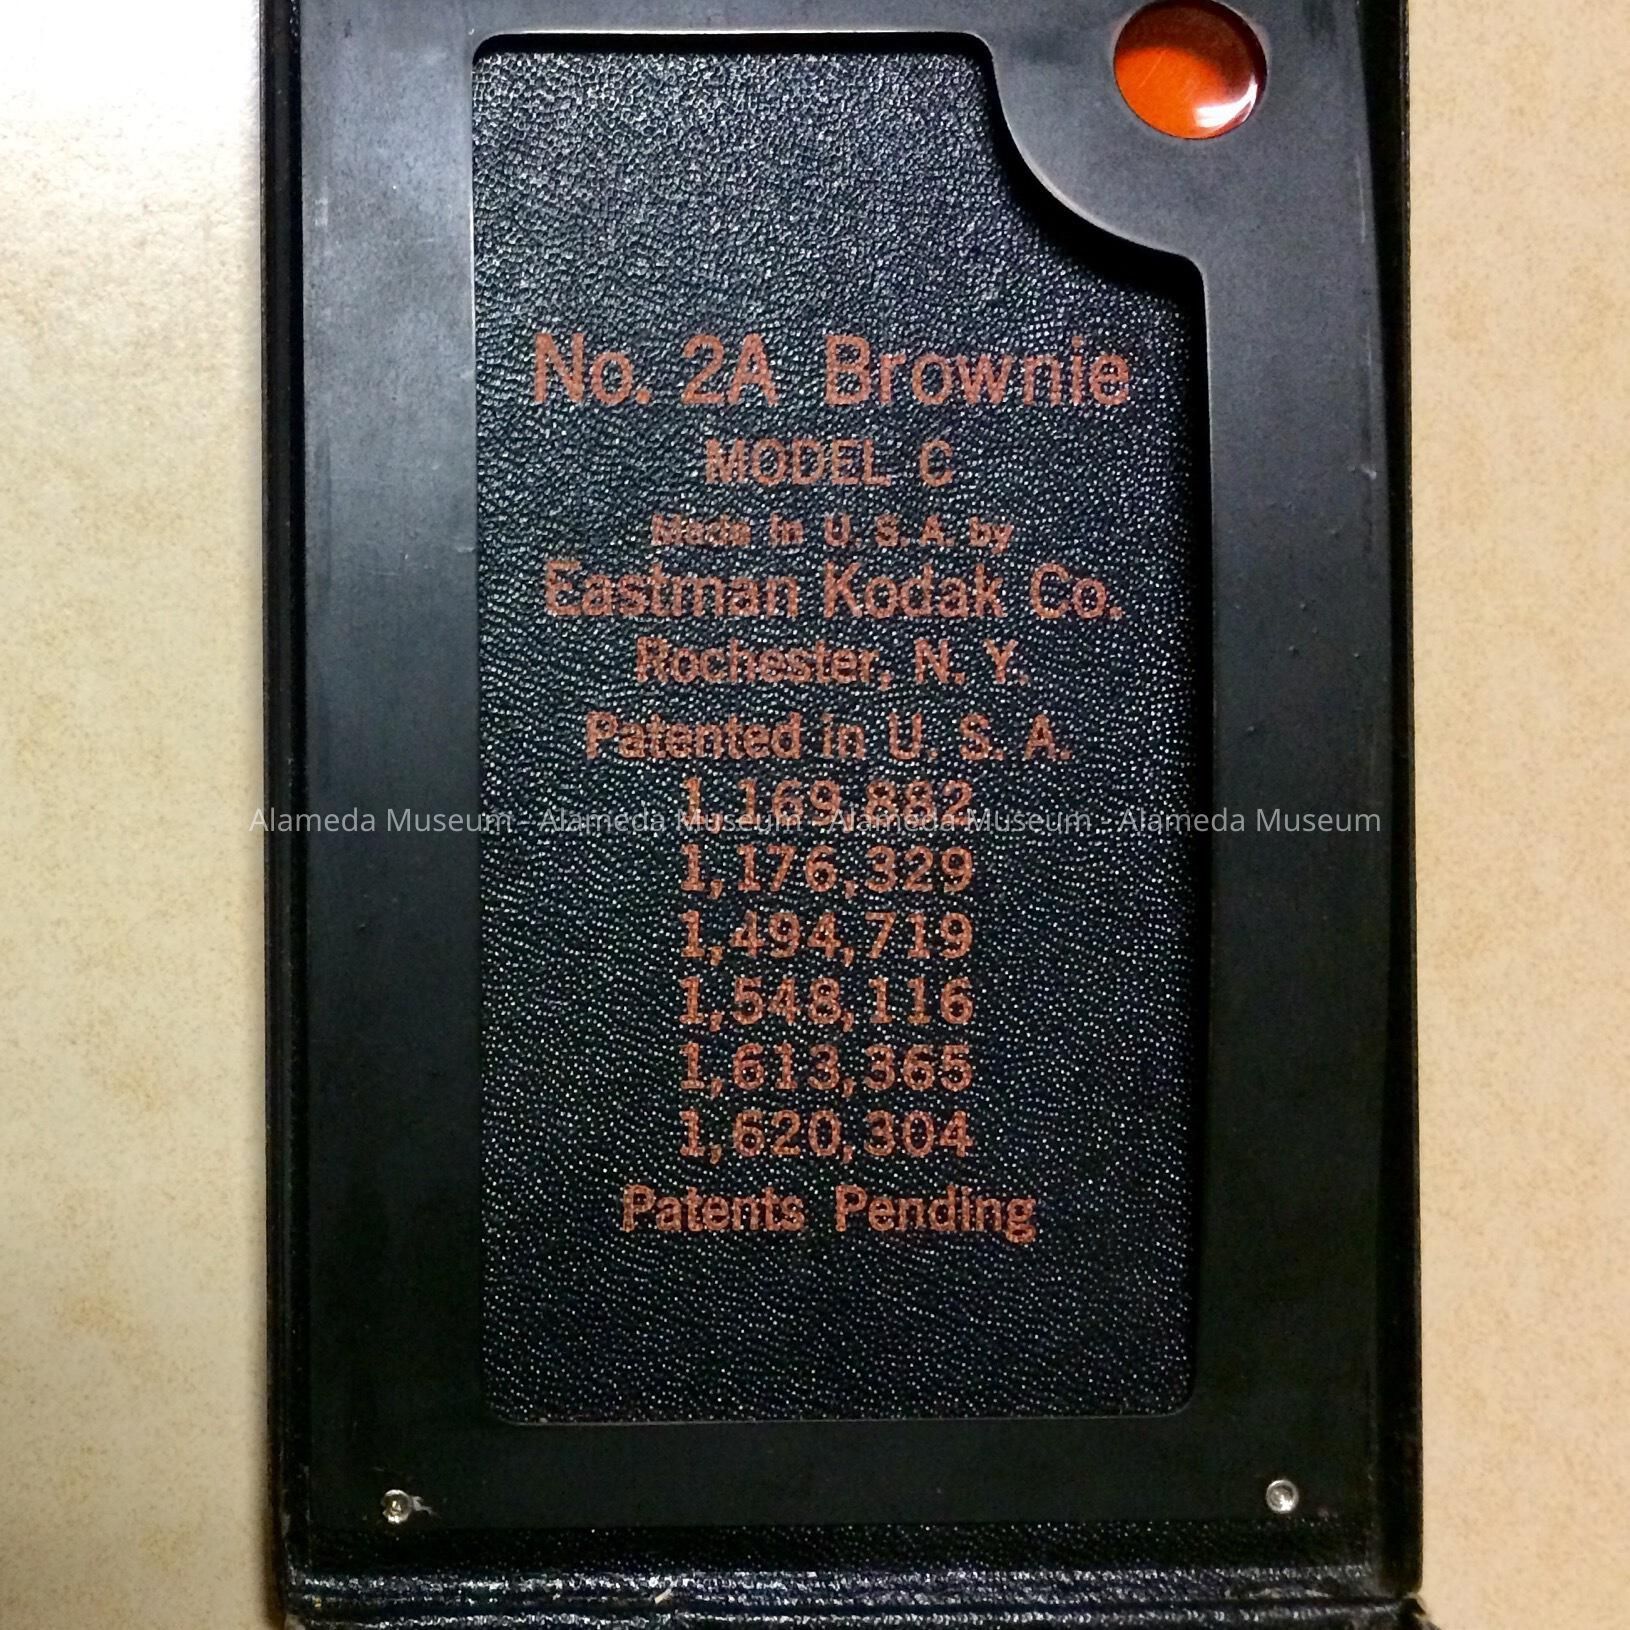 No. 2A Brownie
MODEL C
Made in U. S. A. by
Eastman Kodak Co.
Rochester, N. Y.
Patented in U. S. A.
1,169,882
Alameda Museum - Alameda Museum - Alameda Museum - Alameda Museum
1,176,329
1,494,719
1,548,116
1,613,365
1,620,304
Patents Pending